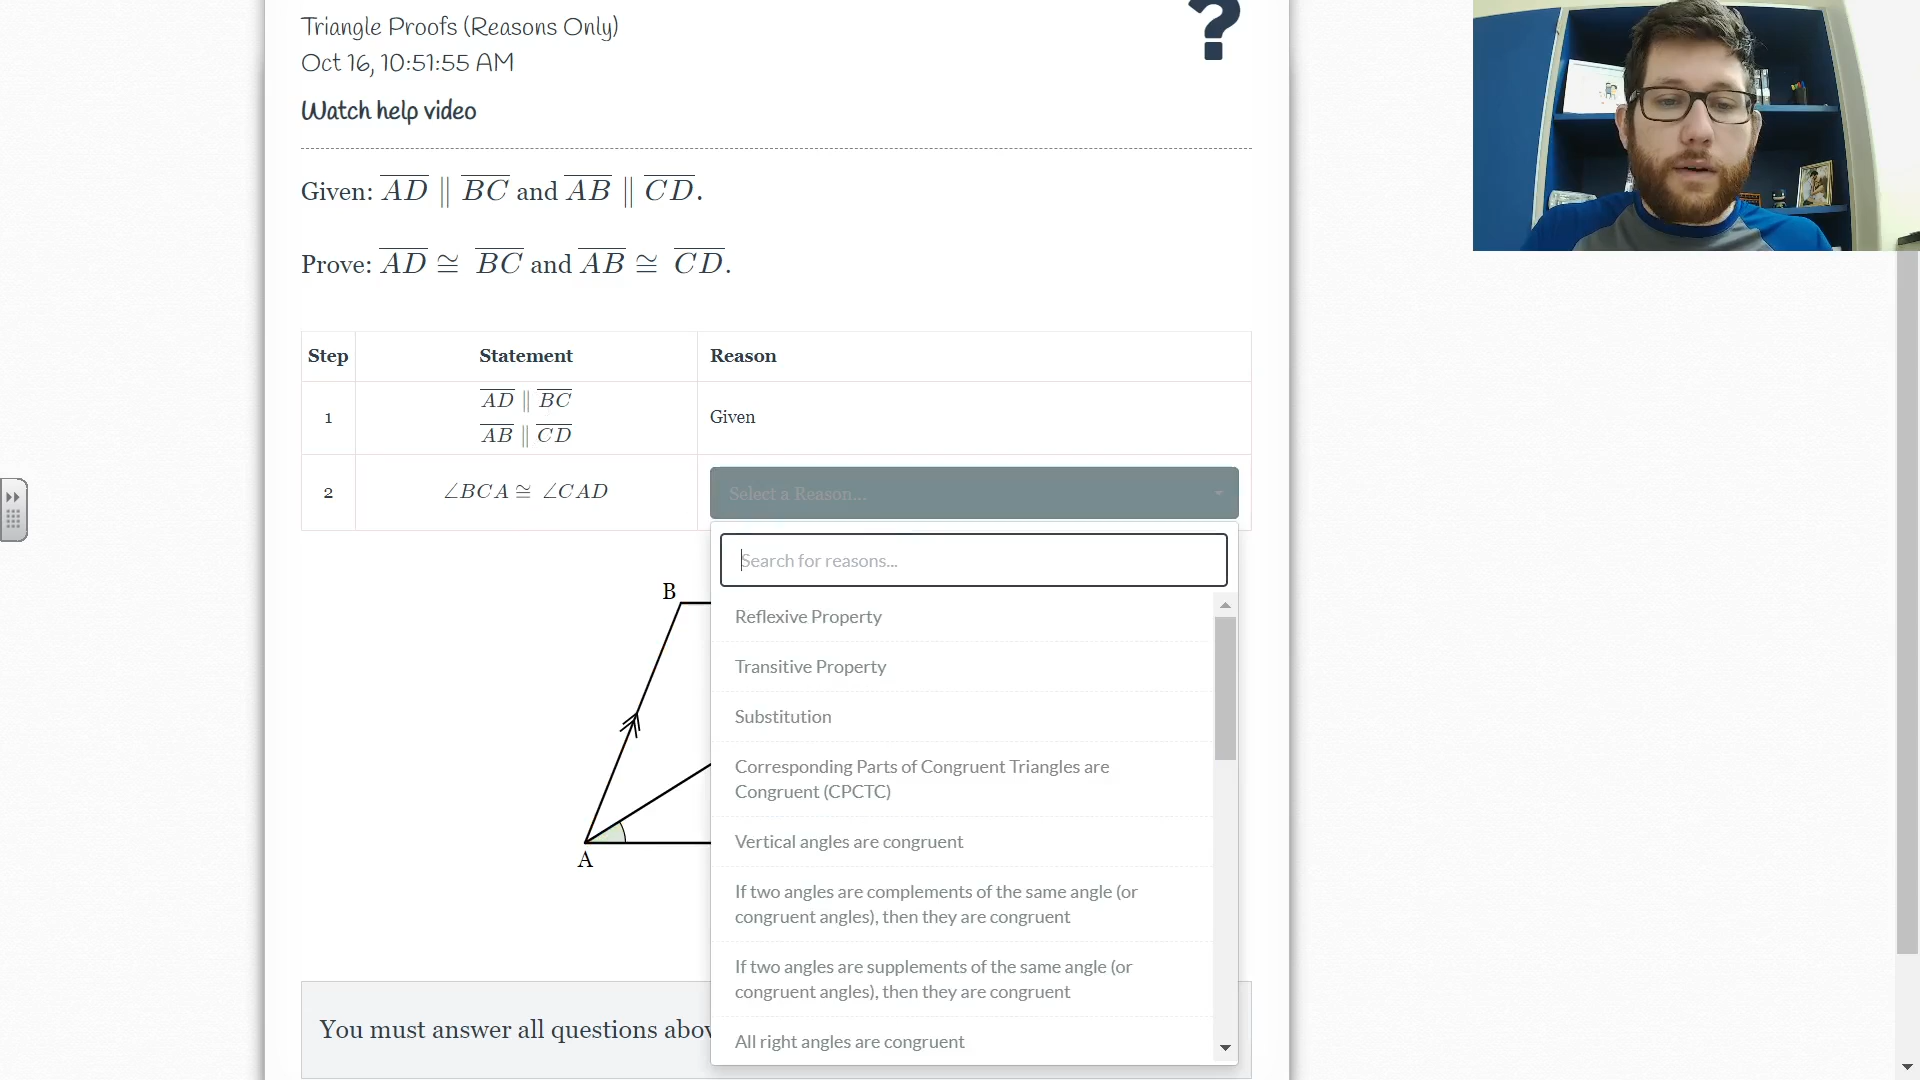 Triangle Proofs (Reasons Only)
Oct 16, 10:51:55 AM
?
Watch help video
Given: AD ∥ BC and AB ∥ CD.
Prove: AD ≅ BC and AB ≅ CD.
Step Statement Reason
1 AD ∥ BC
AB ∥ CD
Given
2 ∠BCA ≅ ∠CAD
Select a Reason...
Search for reasons...
Reflexive Property
Transitive Property
Substitution
Corresponding Parts of Congruent Triangles are
Congruent (CPCTC)
Vertical angles are congruent
If two angles are complements of the same angle (or
congruent angles), then they are congruent
If two angles are supplements of the same angle (or
congruent angles), then they are congruent
All right angles are congruent
B
A
You must answer all questions abov